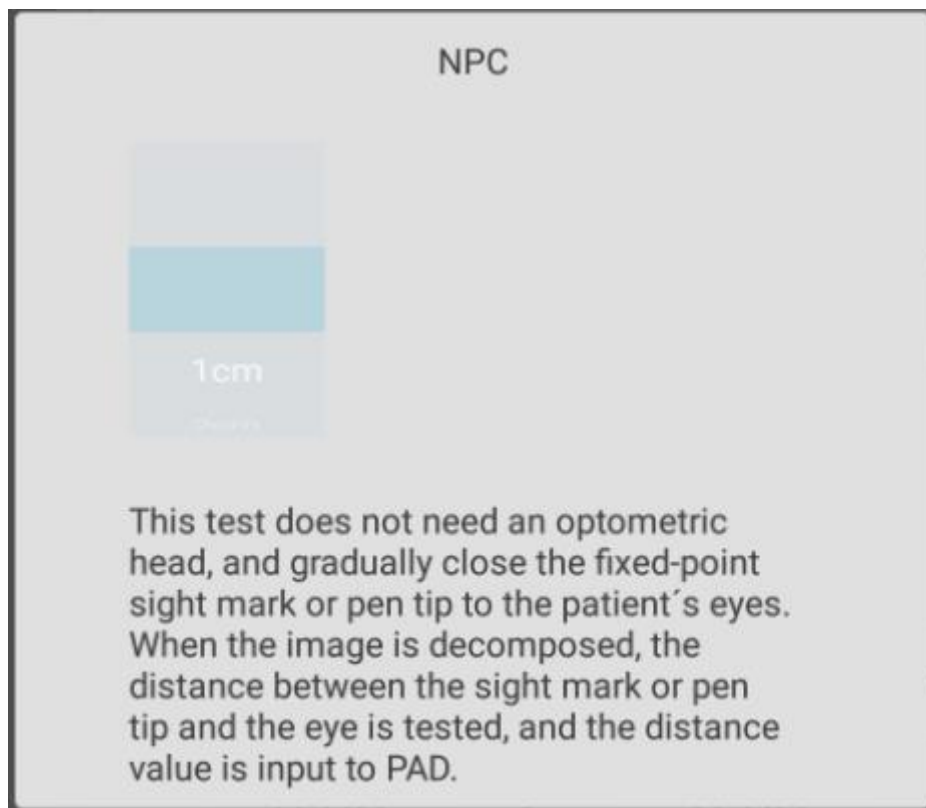 NPC
1cm
This test does not need an optometric
head, and gradually close the fixed-point
sight mark or pen tip to the patient´s eyes.
When the image is decomposed, the
distance between the sight mark or pen
tip and the eye is tested, and the distance
value is input to PAD.